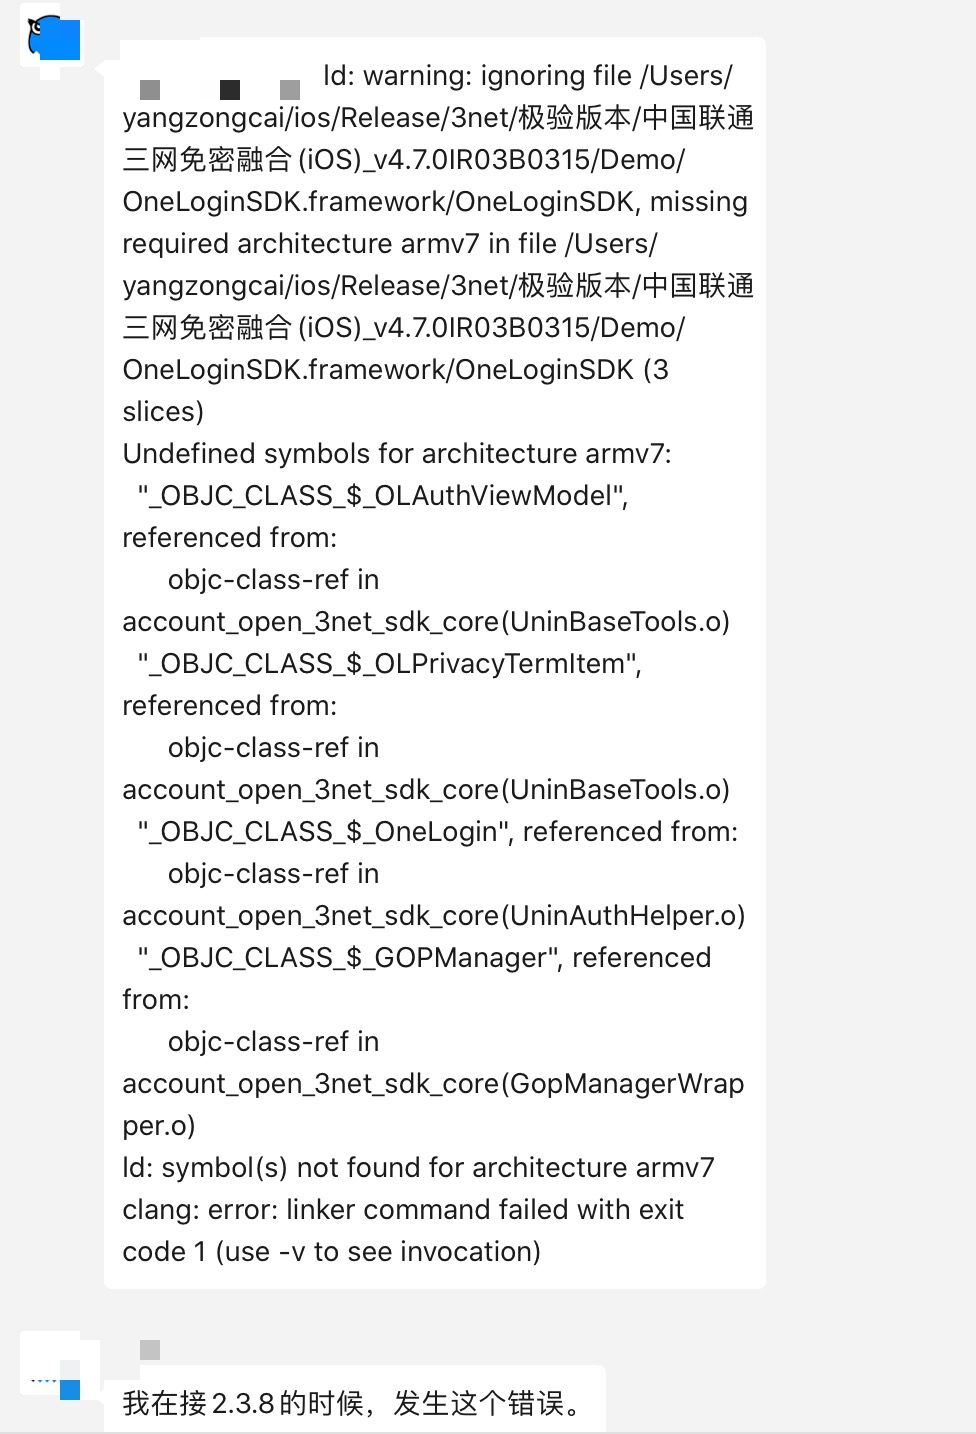 ld: warning: ignoring file /Users/
yangzongcai/ios/Release/3net/极验版本/中国联通
三网免密融合(iOS)_v4.7.0IR03B0315/Demo/
OneLoginSDK.framework/OneLoginSDK, missing
required architecture armv7 in file /Users/
yangzongcai/ios/Release/3net/极验版本/中国联通
三网免密融合(iOS)_v4.7.0IR03B0315/Demo/
OneLoginSDK.framework/OneLoginSDK (3
slices)
Undefined symbols for architecture armv7:
"_OBJC_CLASS_$_OLAuthViewModel",
referenced from:
objc-class-ref in
account_open_3net_sdk_core(UninBaseTools.o)
"_OBJC_CLASS_$_OLPrivacyTermItem",
referenced from:
objc-class-ref in
account_open_3net_sdk_core(UninBaseTools.o)
"_OBJC_CLASS_$_OneLogin", referenced from:
objc-class-ref in
account_open_3net_sdk_core(UninAuthHelper.o)
"_OBJC_CLASS_$_GOPManager", referenced
from:
objc-class-ref in
account_open_3net_sdk_core(GopManagerWrap
per.o)
ld: symbol(s) not found for architecture armv7
clang: error: linker command failed with exit
code 1 (use -v to see invocation)
我在接2.3.8的时候，发生这个错误。